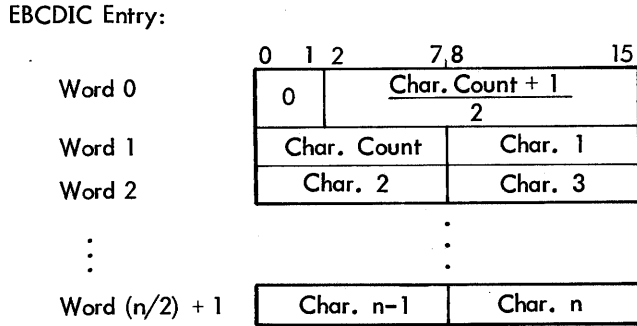 EBCDIC Entry:
0 1 2 7 8 15
Word 0 0 Char. Count + 1
2
Word 1 Char. Count Char. 1
Word 2 Char. 2 Char. 3
Word (n/2) + 1 Char. n-1 Char. n